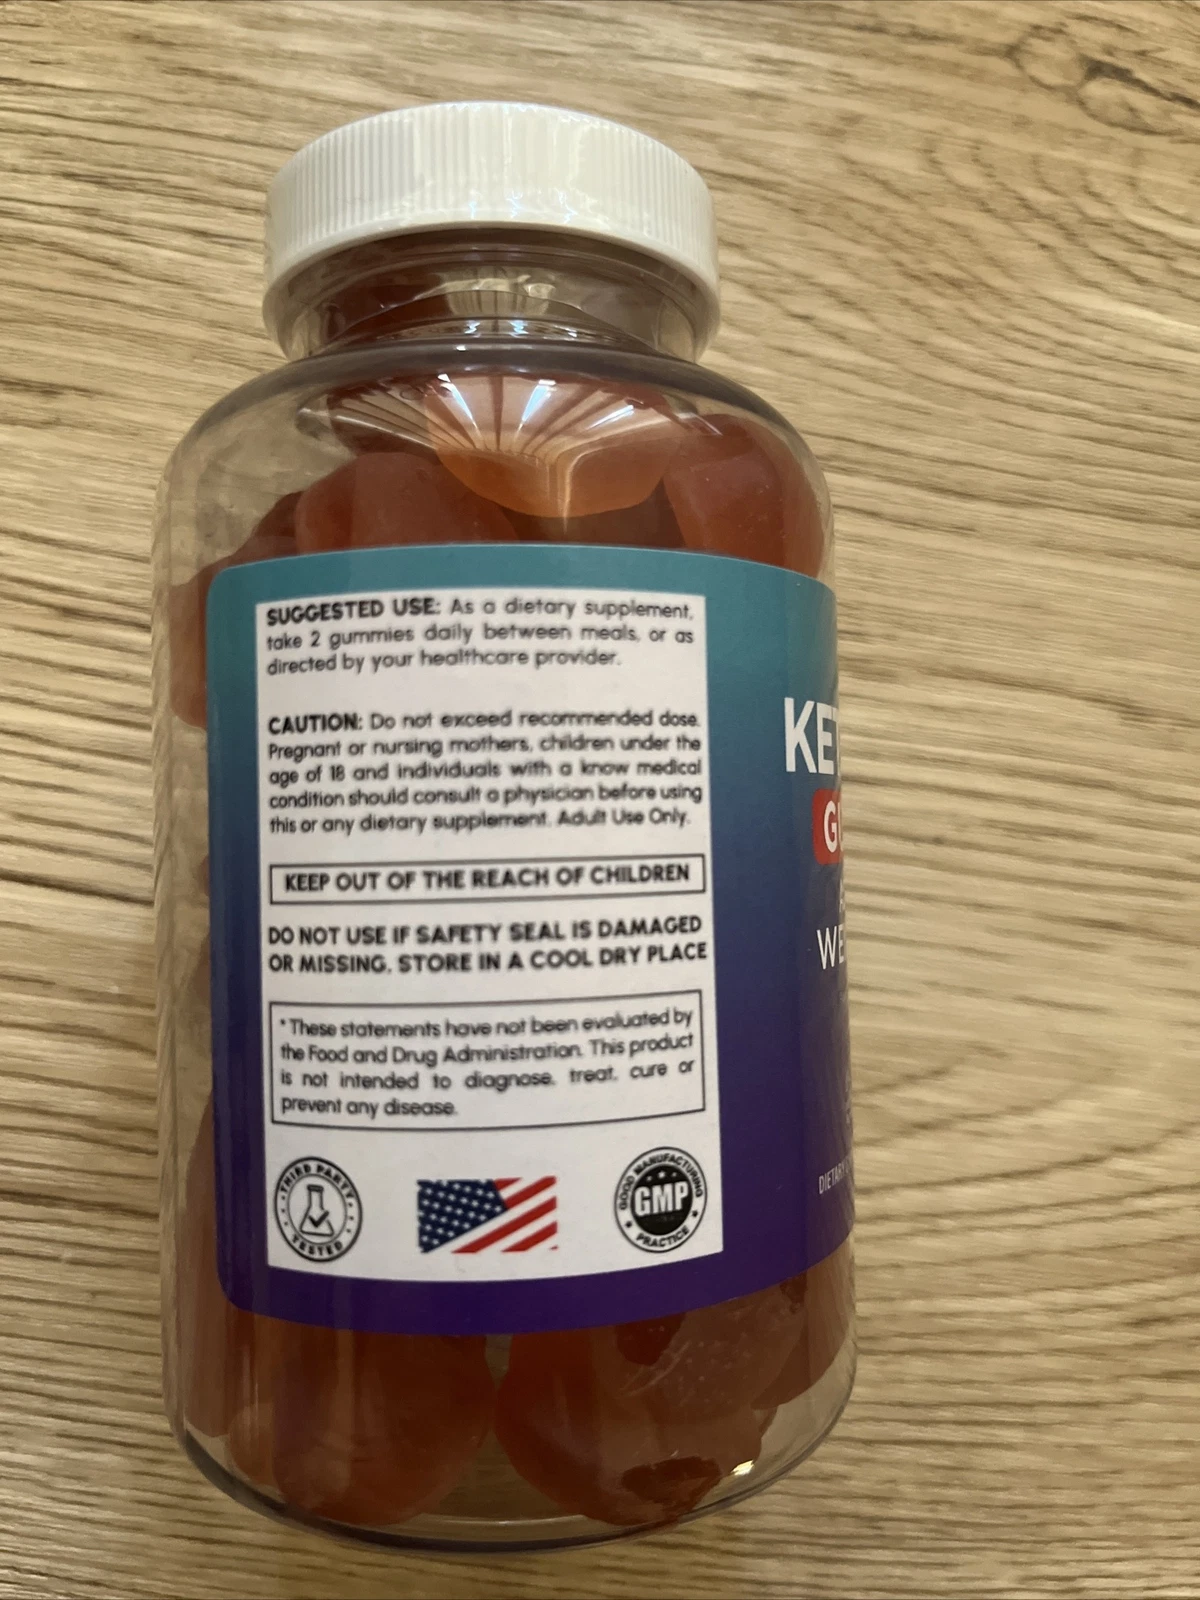 SUGGESTED USE: As a dietary supplement,
take 2 gummies daily between meals, or as
directed by your healthcare provider.
CAUTION: Do not exceed recommended dose.
Pregnant or nursing mothers, children under the
age of 18 and individuals with a know medical
condition should consult a physician before using
this or any dietary supplement. Adult Use Only.
KEEP OUT OF THE REACH OF CHILDREN
DO NOT USE IF SAFETY SEAL IS DAMAGED
OR MISSING. STORE IN A COOL DRY PLACE
*These statements have not been evaluated by
the Food and Drug Administration. This product
is not intended to diagnose, treat, cure or
prevent any disease.
THIRD PARTY
TESTED
GOOD MANUFACTURING
GMP
PRACTICE
KE
G
WE
DIETARY